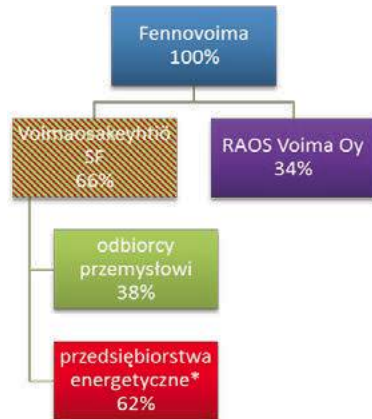 Fennovoima
100%
Voimaosakeyhtiö
SF
66%
RAOS Voima Oy
34%
odbiorcy
przemysłowi
38%
przedsiębiorstwa
energetyczne*
62%